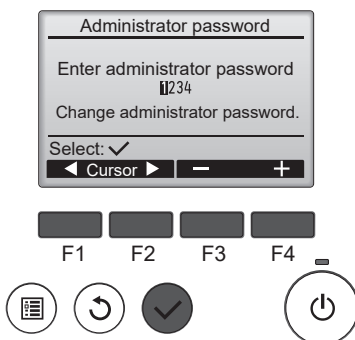 Administrator password
Enter administrator password
1234
Change administrator password.
Select:
Cursor − +
F1 F2 F3 F4